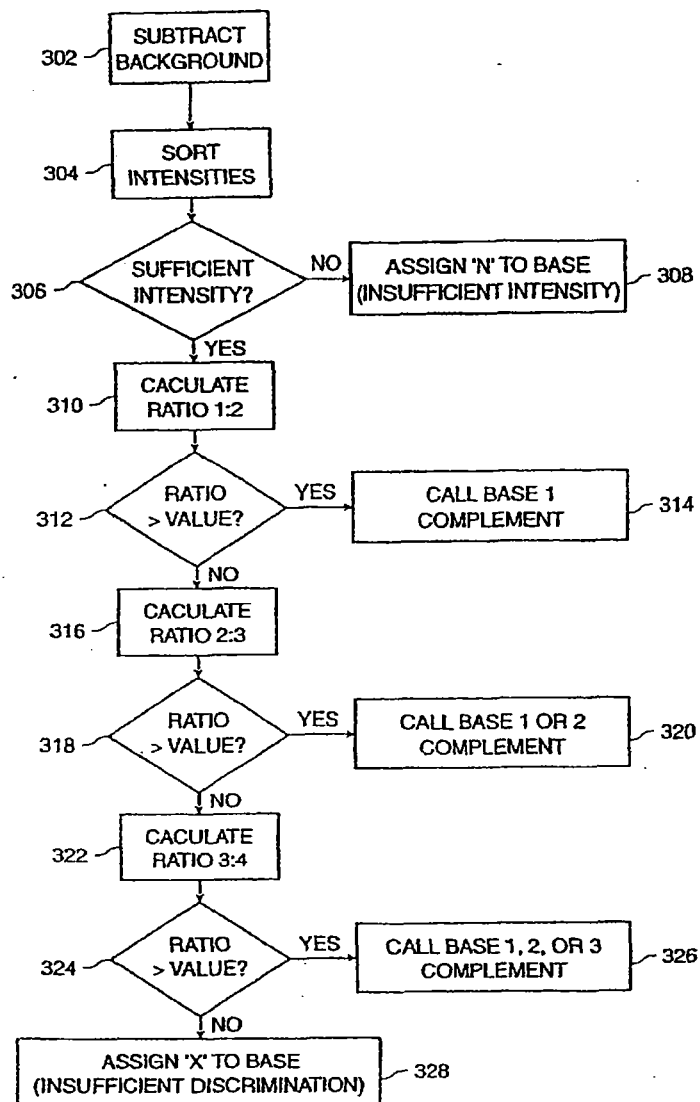 302
SUBTRACT
BACKGROUND
304
SORT
INTENSITIES
306
SUFFICIENT
INTENSITY?
NO
ASSIGN 'N' TO BASE
(INSUFFICIENT INTENSITY)
308
YES
310
CACULATE
RATIO 1:2
312
RATIO
> VALUE?
YES
CALL BASE 1
COMPLEMENT
314
NO
316
CACULATE
RATIO 2:3
318
RATIO
> VALUE?
YES
CALL BASE 1 OR 2
COMPLEMENT
320
NO
322
CACULATE
RATIO 3:4
324
RATIO
> VALUE?
YES
CALL BASE 1, 2, OR 3
COMPLEMENT
326
NO
ASSIGN 'X' TO BASE
(INSUFFICIENT DISCRIMINATION)
328